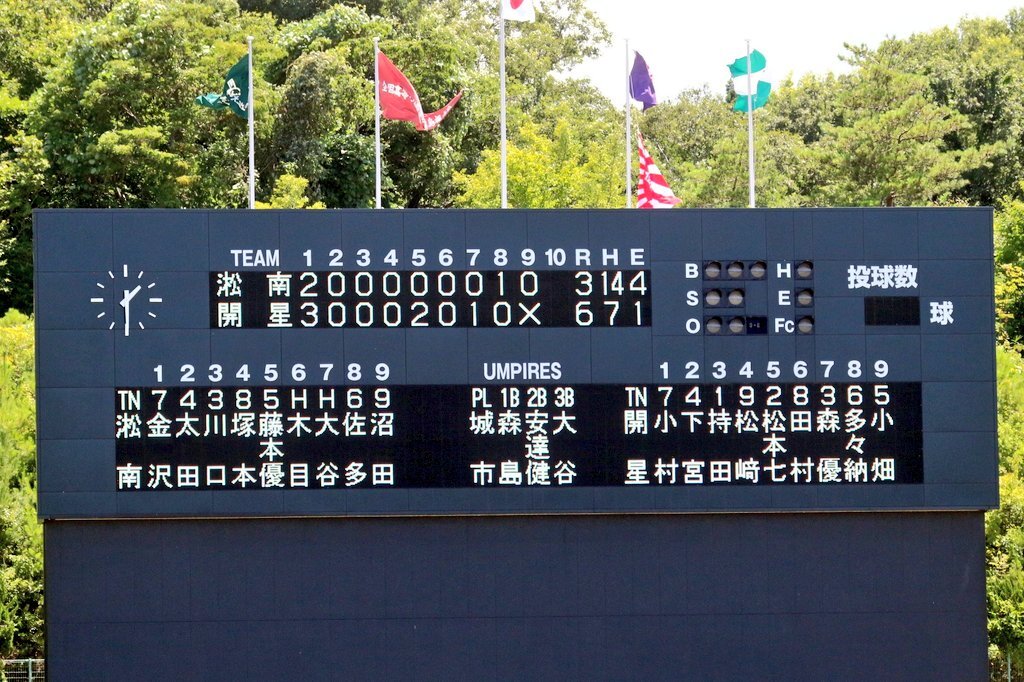 TEAM 1 2 3 4 5 6 7 8 9 10 R H E
淞 南 2 0 0 0 0 0 0 1 0 3 14 4
開 星 3 0 0 0 2 0 1 0 X 6 7 1
B H
S E
O Fc
投球数
球
1 2 3 4 5 6 7 8 9
TN 7 4 3 8 5 H H 6 9
淞 金 太 川 塚 藤 木 大 佐 沼
本
南 沢 田 口 本 優 目 谷 多 田
UMPIRES
PL 1B 2B 3B
城 森 安 大
達
市 島 健 谷
1 2 3 4 5 6 7 8 9
TN 7 4 1 9 2 8 3 6 5
開 小 下 持 松 松 田 森 多 小
本 々
星 村 宮 田 﨑 七 村 優 納 畑